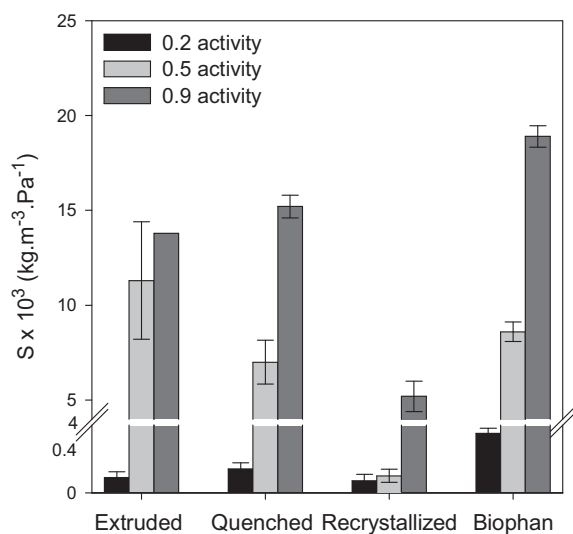 25
20
15
10
5
4
0.4
0
S x 10³ (kg.m⁻³.Pa⁻¹)
0.2 activity
0.5 activity
0.9 activity
Extruded Quenched Recrystallized Biophan